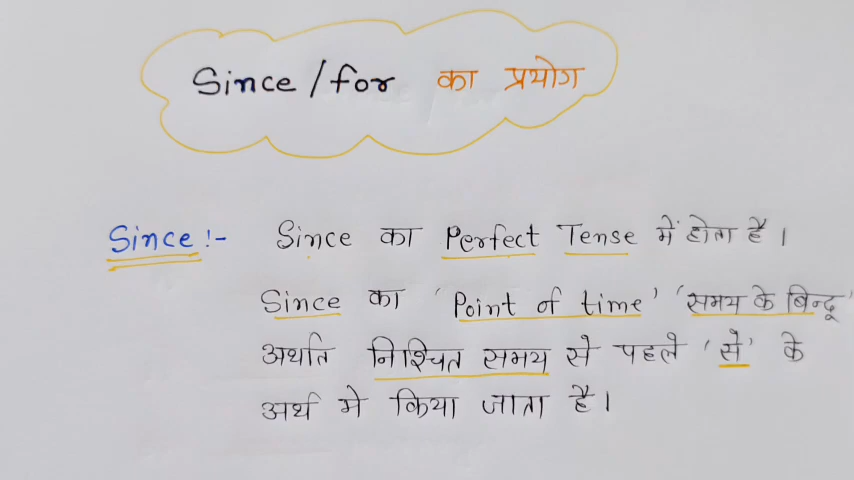 Since / for का प्रयोग
Since :- Since का Perfect Tense में होता है।
Since का 'Point of time' 'समय के बिन्दू'
अर्थात निश्चित समय से पहले 'से' के
अर्थ मे किया जाता है।